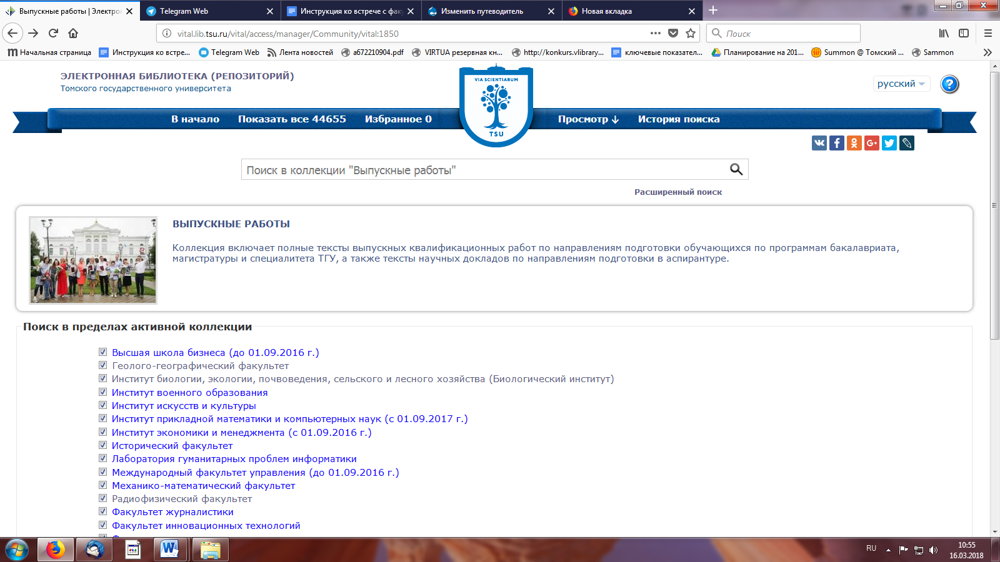 Выпускные работы | Электрон
Telegram Web
Инструкция ко встрече с фак
Изменить путеводитель
Новая вкладка
vital.lib.tsu.ru/vital/access/manager/Community/vital:1850
Поиск
Начальная страница
Инструкция ко встре...
Telegram Web
Лента новостей
a672210904.pdf
VIRTUA резервная кн...
http://konkurs.vlibrary...
ключевые показател...
Планирование на 201...
Summon @ Томский ...
Sammon
ЭЛЕКТРОННАЯ БИБЛИОТЕКА (РЕПОЗИТОРИЙ)
Томского государственного университета
VIA SCIENTIARUM
TSU
русский
?
В начало
Показать все 44655
Избранное 0
Просмотр ↓
История поиска
Поиск в коллекции "Выпускные работы"
Расширенный поиск
ВЫПУСКНЫЕ РАБОТЫ
Коллекция включает полные тексты выпускных квалификационных работ по направлениям подготовки обучающихся по программам бакалавриата,
магистратуры и специалитета ТГУ, а также тексты научных докладов по направлениям подготовки в аспирантуре.
Поиск в пределах активной коллекции
Высшая школа бизнеса (до 01.09.2016 г.)
Геолого-географический факультет
Институт биологии, экологии, почвоведения, сельского и лесного хозяйства (Биологический институт)
Институт военного образования
Институт искусств и культуры
Институт прикладной математики и компьютерных наук (с 01.09.2017 г.)
Институт экономики и менеджмента (с 01.09.2016 г.)
Исторический факультет
Лаборатория гуманитарных проблем информатики
Международный факультет управления (до 01.09.2016 г.)
Механико-математический факультет
Радиофизический факультет
Факультет журналистики
Факультет инновационных технологий
RU
10:55
16.03.2018